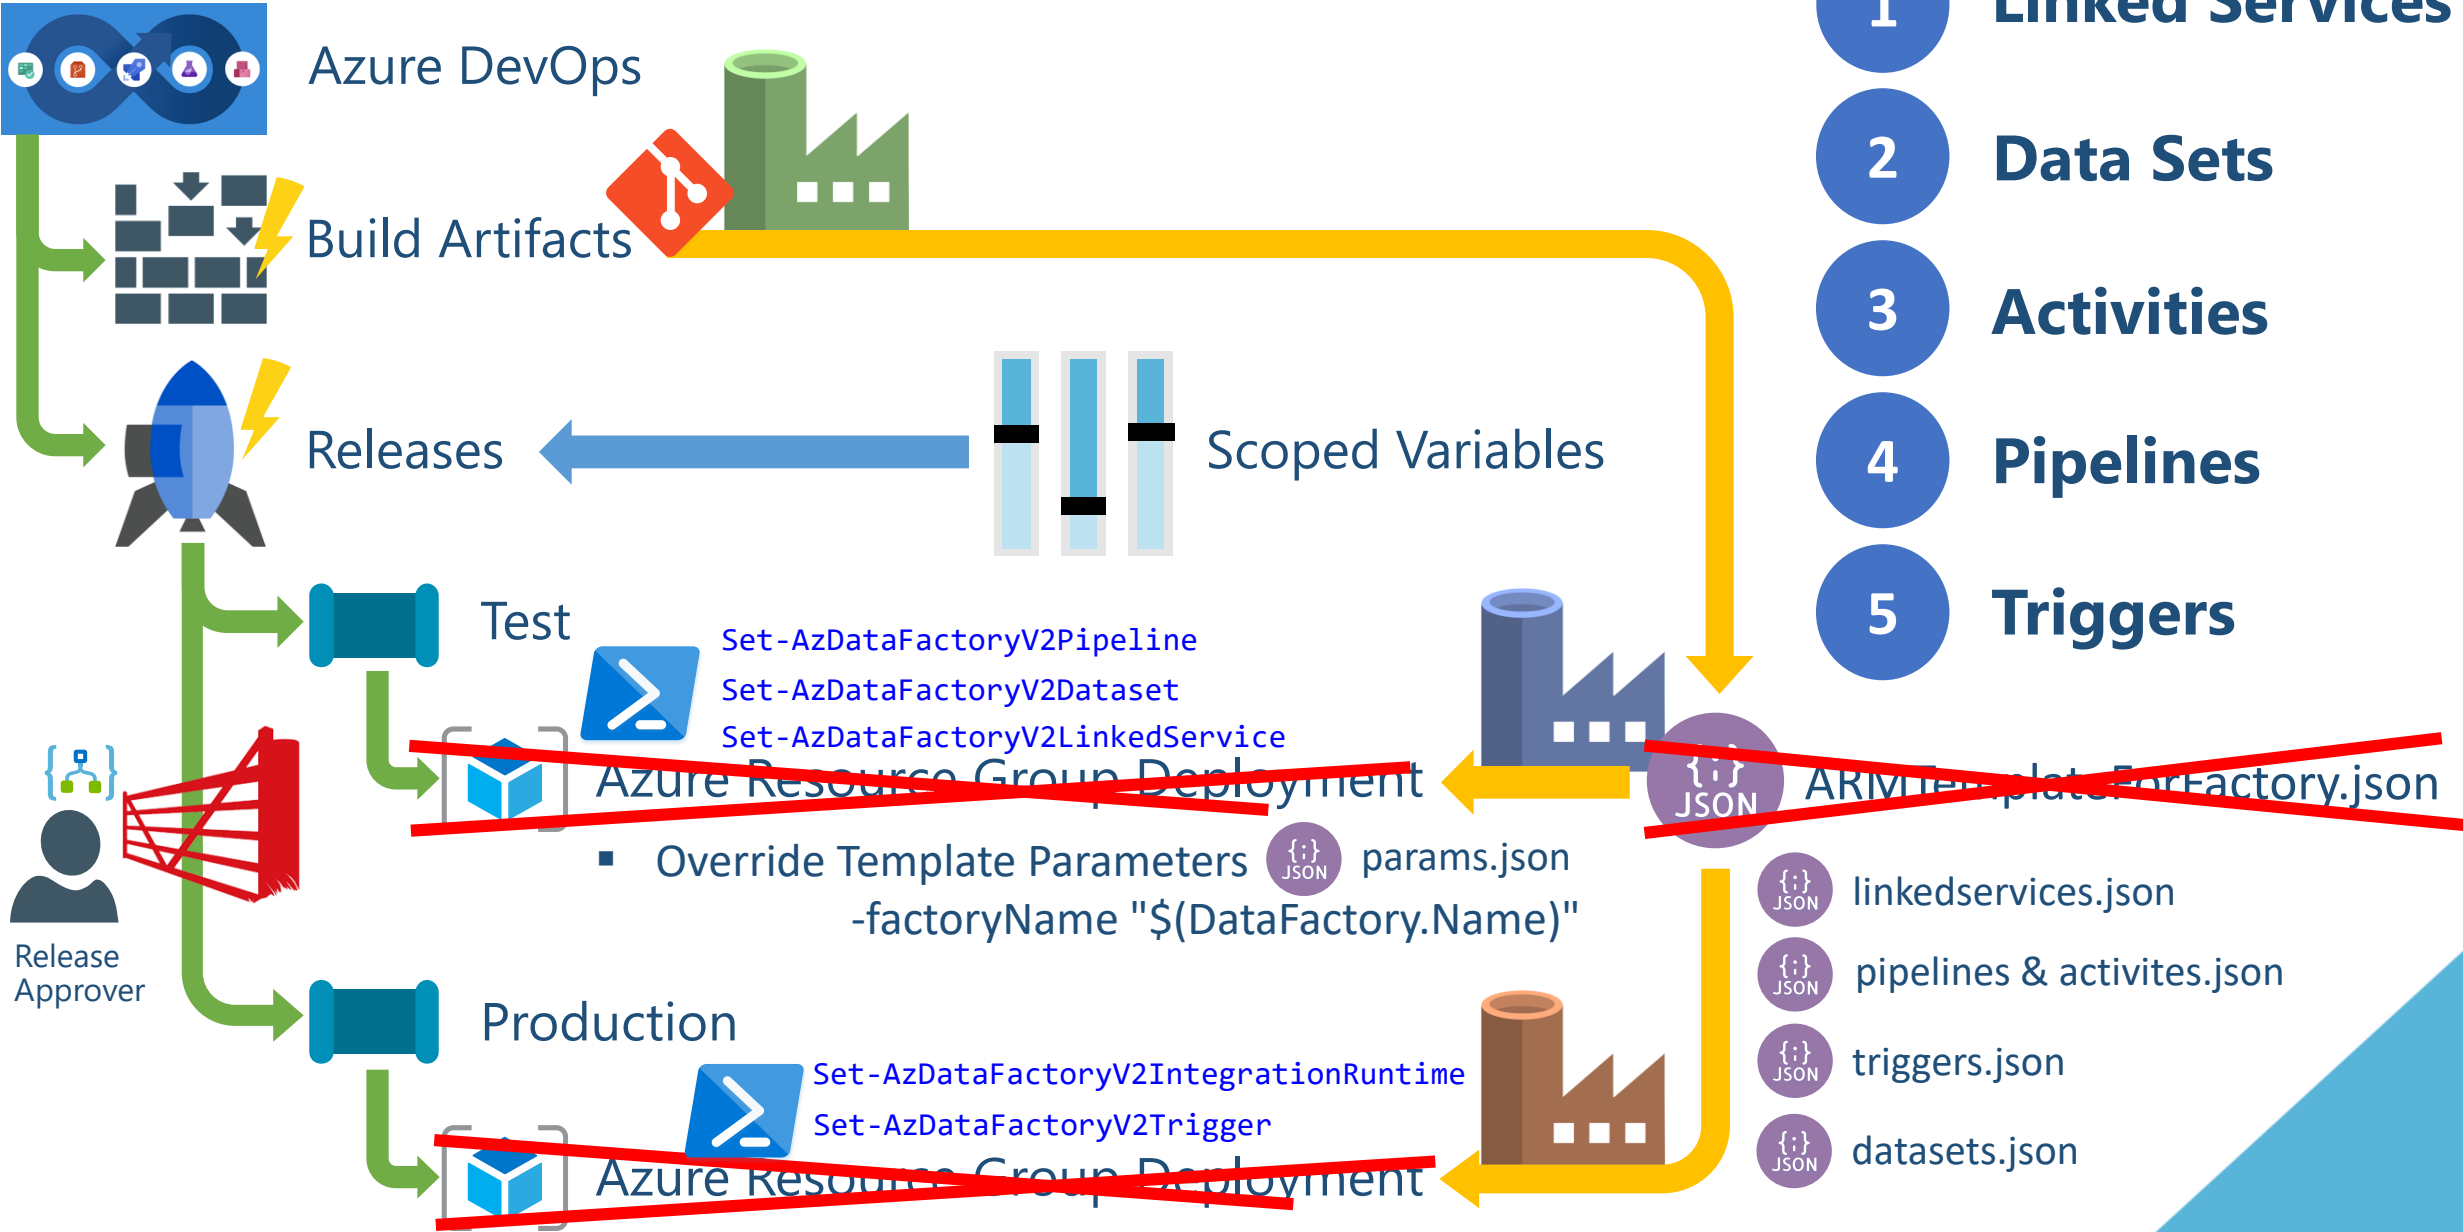 Azure DevOps
Build Artifacts
Releases
Scoped Variables
1 Linked Services
2 Data Sets
3 Activities
4 Pipelines
5 Triggers
Test
Set-AzDataFactoryV2Pipeline
Set-AzDataFactoryV2Dataset
Set-AzDataFactoryV2LinkedService
Azure Resource Group Deployment
{;}
JSON
ARMTemplateForFactory.json
▪ Override Template Parameters
{;}
JSON
params.json
-factoryName "$(DataFactory.Name)"
{;}
JSON
linkedservices.json
{;}
JSON
pipelines & activites.json
{;}
JSON
triggers.json
{;}
JSON
datasets.json
Release
Approver
Production
Set-AzDataFactoryV2IntegrationRuntime
Set-AzDataFactoryV2Trigger
Azure Resource Group Deployment